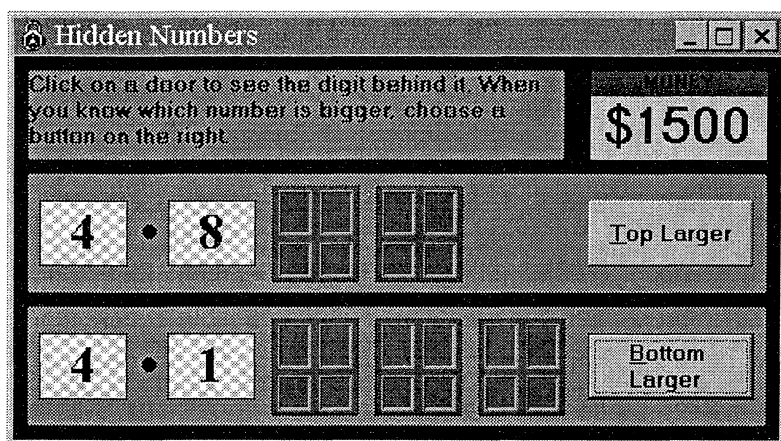 Hidden Numbers
Click on a door to see the digit behind it. When
you know which number is bigger, choose a
button on the right.
MONEY
$1500
4 • 8
Top Larger
4 • 1
Bottom
Larger